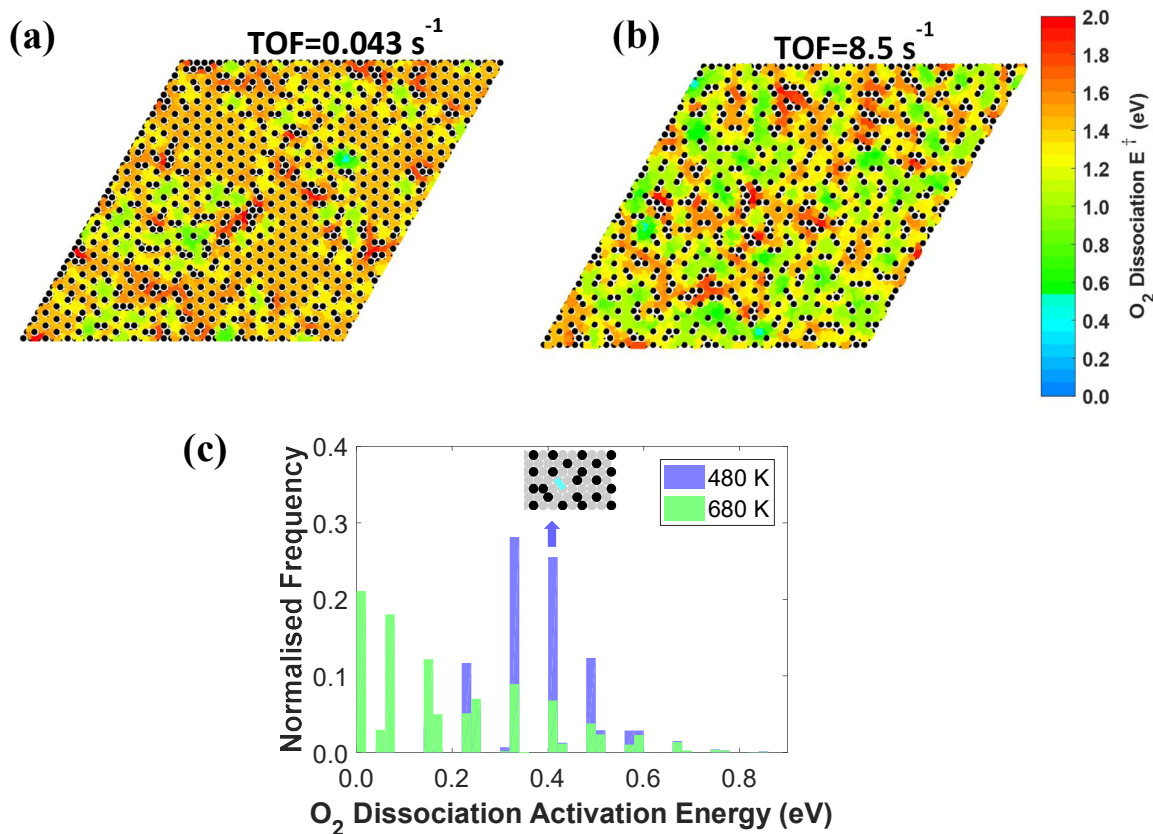 (a)
TOF=0.043 s⁻¹
(b)
TOF=8.5 s⁻¹
2.0
1.8
1.6
1.4
1.2
1.0
0.8
0.6
0.4
0.2
0.0
O₂ Dissociation E† (eV)
(c)
Normalised Frequency
0.4
0.3
0.2
0.1
0.0
480 K
680 K
0.0 0.2 0.4 0.6 0.8
O₂ Dissociation Activation Energy (eV)